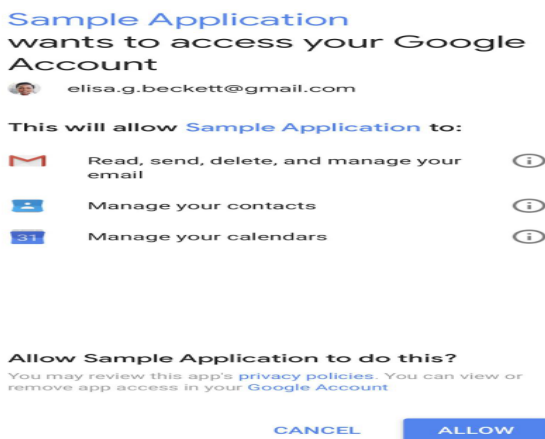 Sample Application
wants to access your Google
Account
elisa.g.beckett@gmail.com
This will allow Sample Application to:
Read, send, delete, and manage your
email
Manage your contacts
31
Manage your calendars
Allow Sample Application to do this?
You may review this app's privacy policies. You can view or
remove app access in your Google Account
CANCEL ALLOW